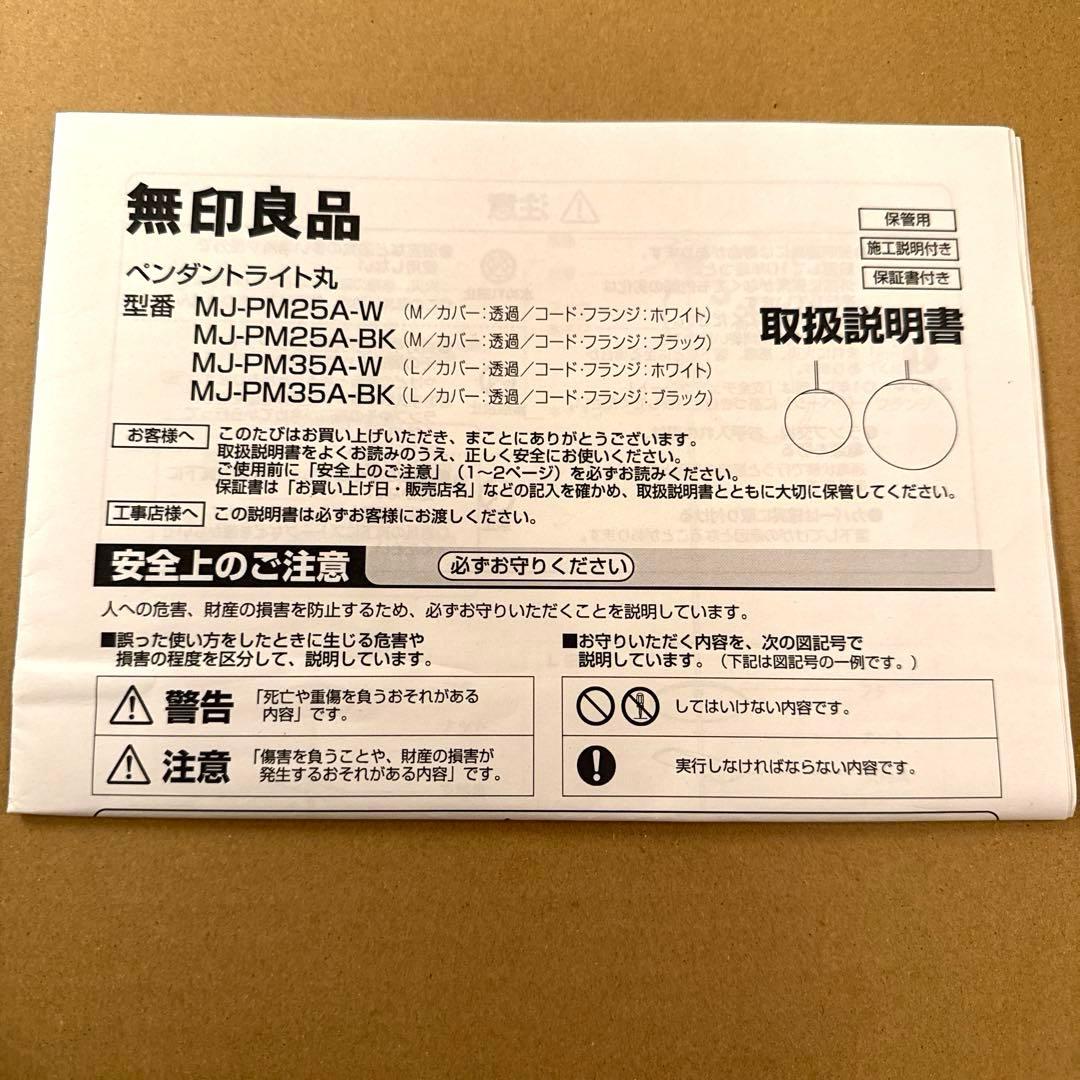 無印良品
保管用
施工説明付き
保証書付き
ペンダントライト丸
取扱説明書
型番 MJ-PM25A-W (M/カバー:透過/コード・フランジ:ホワイト)
MJ-PM25A-BK (M/カバー:透過/コード・フランジ:ブラック)
MJ-PM35A-W (L/カバー:透過/コード・フランジ:ホワイト)
MJ-PM35A-BK (L/カバー:透過/コード・フランジ:ブラック)
お客様へ このたびはお買い上げいただき、まことにありがとうございます。
取扱説明書をよくお読みのうえ、正しく安全にお使いください。
ご使用前に「安全上のご注意」(1~2ページ)を必ずお読みください。
保証書は「お買い上げ日・販売店名」などの記入を確かめ、取扱説明書とともに大切に保管してください。
工事店様へ この説明書は必ずお客様にお渡しください。
安全上のご注意 必ずお守りください
人への危害、財産の損害を防止するため、必ずお守りいただくことを説明しています。
■誤った使い方をしたときに生じる危害や
損害の程度を区分して、説明しています。
警告 「死亡や重傷を負うおそれがある
内容」です。
注意 「傷害を負うことや、財産の損害が
発生するおそれがある内容」です。
■お守りいただく内容を、次の図記号で
説明しています。(下記は図記号の一例です。)
してはいけない内容です。
実行しなければならない内容です。